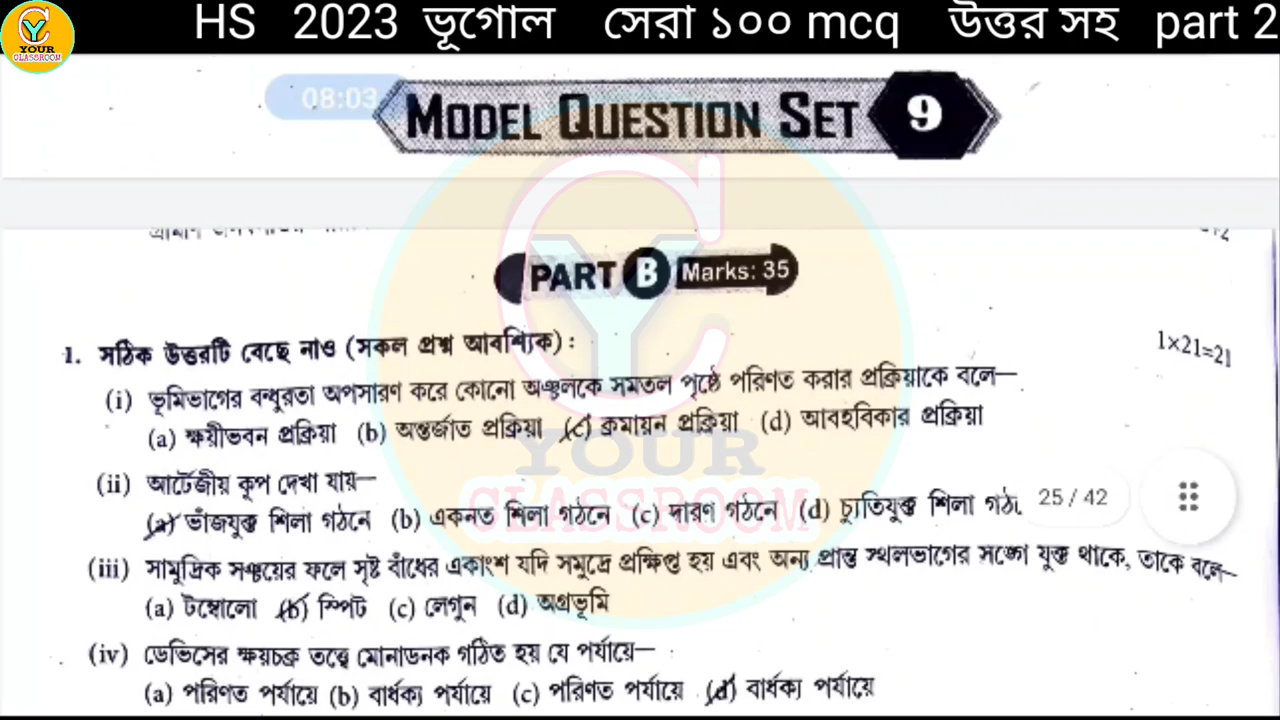 HS 2023 ভূগোল সেরা ১০০ mcq উত্তর সহ part 2
YOUR
CLASSROOM
08:03
MODEL QUESTION SET 9
PART B Marks: 35
1. সঠিক উত্তরটি বেছে নাও (সকল প্রশ্ন আবশ্যিক) : 1×21=21
(i) ভূমিভাগের বন্ধুরতা অপসারণ করে কোনো অঞ্চলকে সমতল পৃষ্ঠে পরিণত করার প্রক্রিয়াকে বলে—
(a) ক্ষয়ীভবন প্রক্রিয়া (b) অন্তর্জাত প্রক্রিয়া (c) ক্রমায়ন প্রক্রিয়া (d) আবহবিকার প্রক্রিয়া
(ii) আর্টেজীয় কূপ দেখা যায়—
(a) ভাঁজযুক্ত শিলা গঠনে (b) একনত শিলা গঠনে (c) দারণ গঠনে (d) চ্যুতিযুক্ত শিলা
25 / 42
(iii) সামুদ্রিক সঞ্চয়ের ফলে সৃষ্ট বাঁধের একাংশ যদি সমুদ্রে প্রক্ষিপ্ত হয় এবং অন্য প্রান্ত স্থলভাগের সঙ্গে যুক্ত থাকে, তাকে বলে—
(a) টম্বোলো (b) স্পিট (c) লেগুন (d) অগ্রভূমি
(iv) ডেভিসের ক্ষয়চক্র তত্ত্বে মোনাডনক গঠিত হয় যে পর্যায়ে—
(a) পরিণত পর্যায়ে (b) বার্ধক্য পর্যায়ে (c) পরিণত পর্যায়ে (d) বার্ধক্য পর্যায়ে
YOUR
CLASSROOM